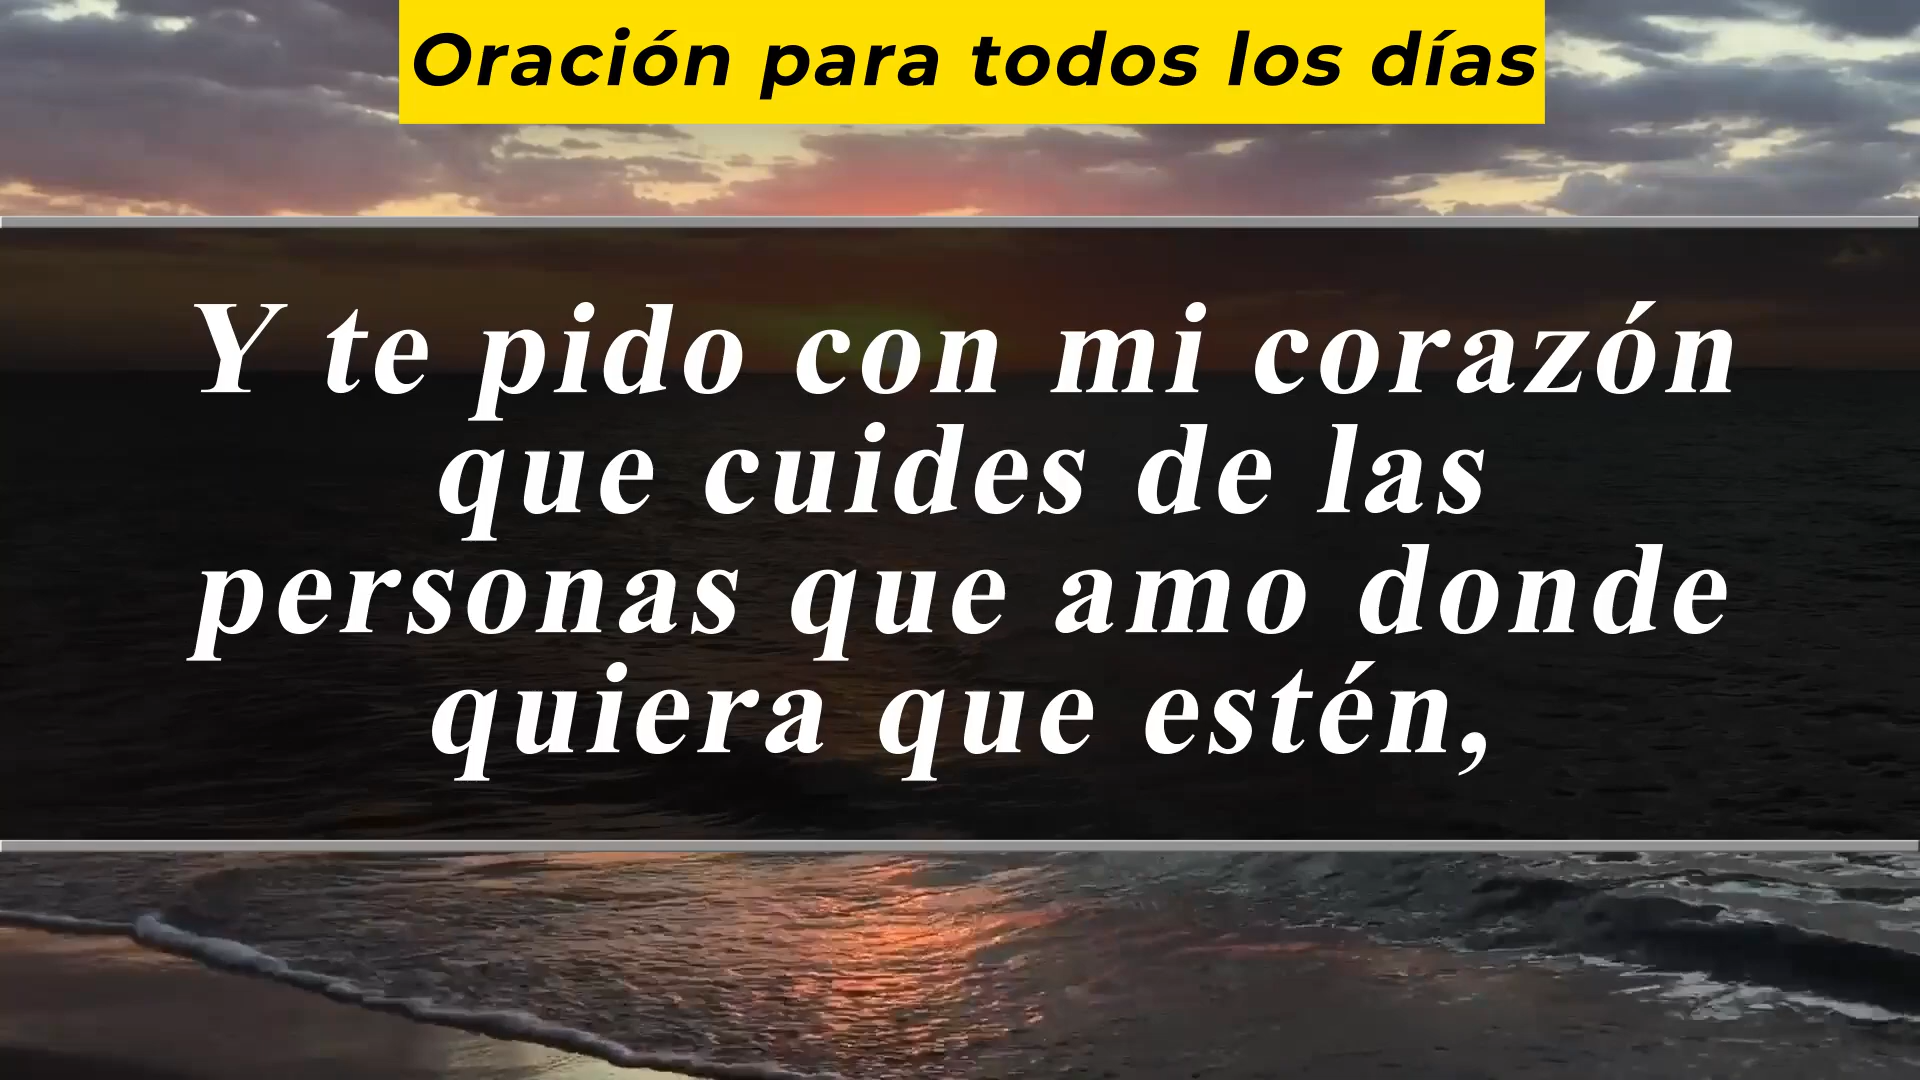 Oración para todos los días
Y te pido con mi corazón
que cuides de las
personas que amo donde
quiera que estén,